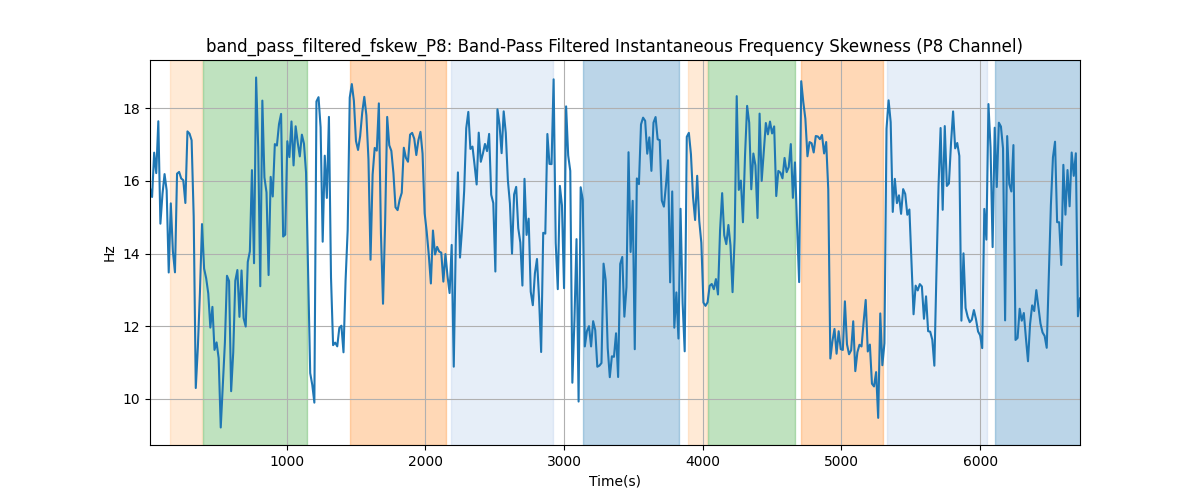 band_pass_filtered_fskew_P8: Band-Pass Filtered Instantaneous Frequency Skewness (P8 Channel)
18
16
14
12
10
Hz
1000 2000 3000 4000 5000 6000
Time(s)